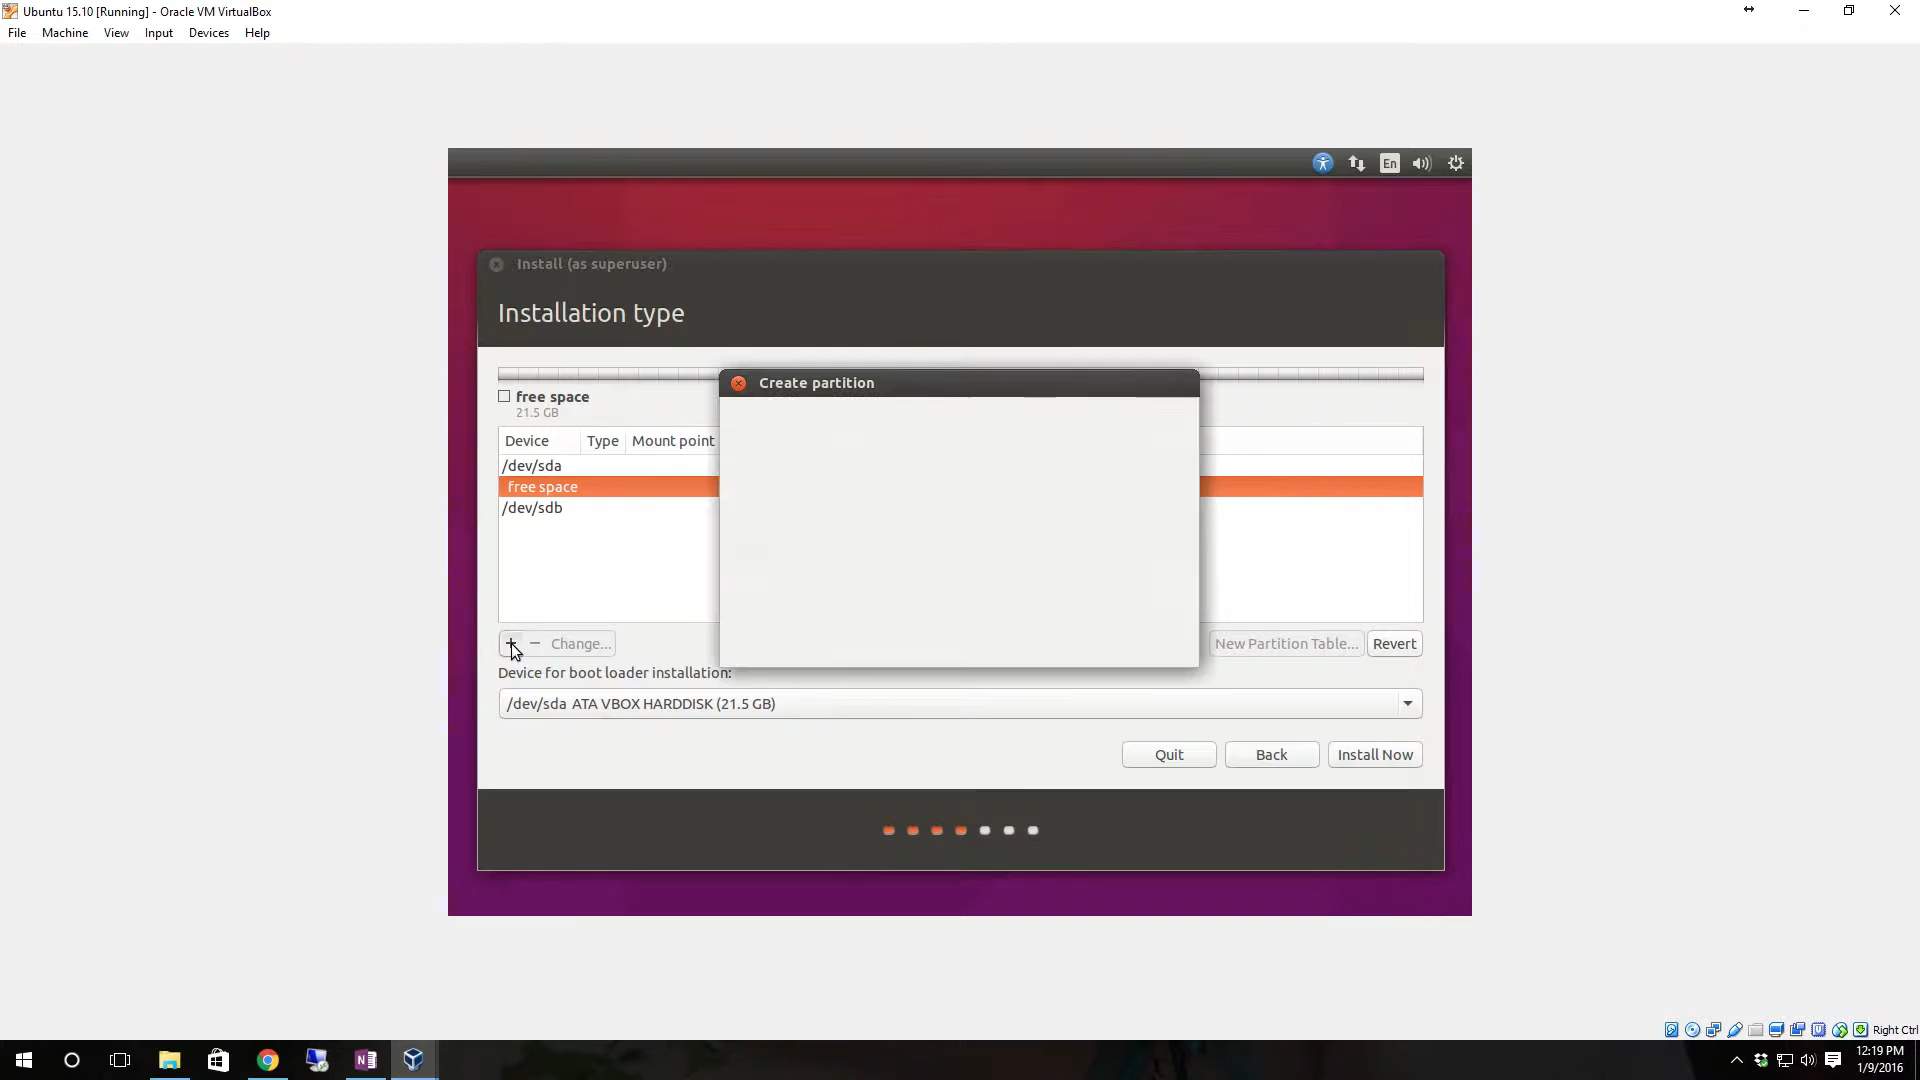 Ubuntu 15.10 [Running] - Oracle VM VirtualBox
File Machine View Input Devices Help
En
Install (as superuser)
Installation type
Create partition
free space
21.5 GB
Device Type Mount point
/dev/sda
free space
/dev/sdb
+ − Change... New Partition Table... Revert
Device for boot loader installation:
/dev/sda ATA VBOX HARDDISK (21.5 GB)
Quit Back Install Now
Right Ctrl
12:19 PM
1/9/2016